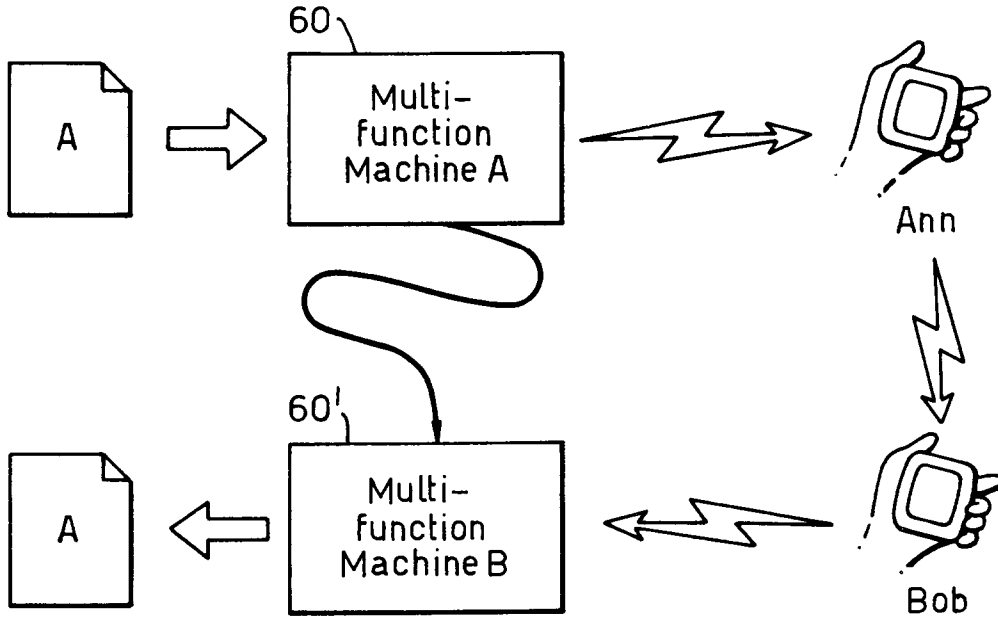 60
A
Multi-
function
Machine A
Ann
60'
A
Multi-
function
Machine B
Bob